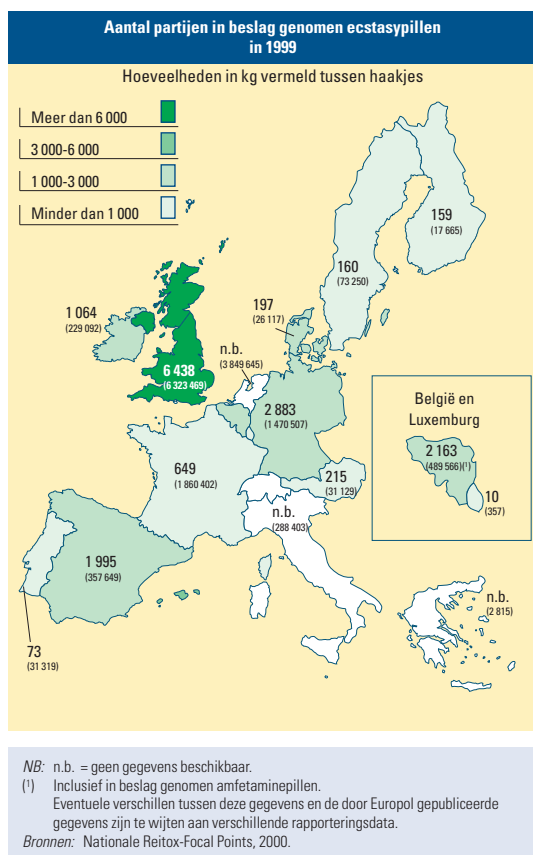 Aantal partijen in beslag genomen ecstasypillen
in 1999
Hoeveelheden in kg vermeld tussen haakjes
Meer dan 6 000
3 000-6 000
1 000-3 000
Minder dan 1 000
159
(17 665)
160
(73 250)
1 064
(229 092)
197
(26 117)
n.b.
(3 849 645)
6 438
(6 323 469)
2 883
(1 470 507)
België en
Luxemburg
2 163
(489 566)(¹)
10
(357)
649
(1 860 402)
215
(31 129)
n.b.
(288 403)
1 995
(357 649)
n.b.
(2 815)
73
(31 319)
NB: n.b. = geen gegevens beschikbaar.
(¹) Inclusief in beslag genomen amfetaminepillen.
Eventuele verschillen tussen deze gegevens en de door Europol gepubliceerde
gegevens zijn te wijten aan verschillende rapporteringsdata.
Bronnen: Nationale Reitox-Focal Points, 2000.